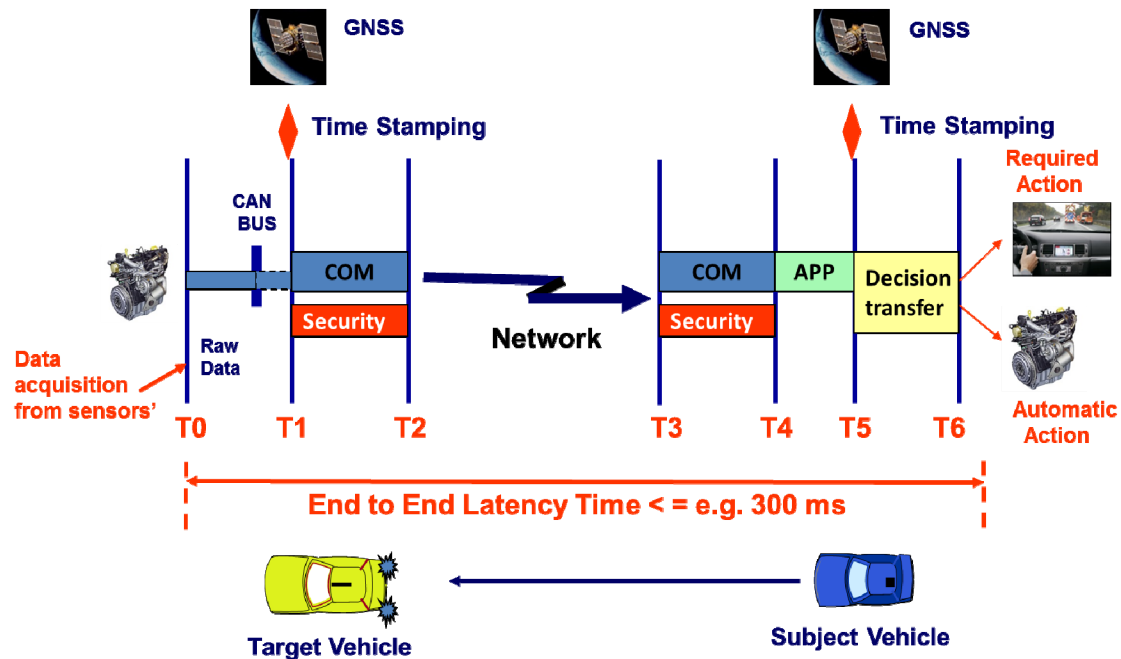 GNSS
GNSS
Time Stamping
Time Stamping
Required
Action
CAN
BUS
COM
Security
COM
Security
APP
Decision
transfer
Network
Raw
Data
Data
acquisition
from sensors’
Automatic
Action
T0
T1
T2
T3
T4
T5
T6
End to End Latency Time < = e.g. 300 ms
Target Vehicle
Subject Vehicle